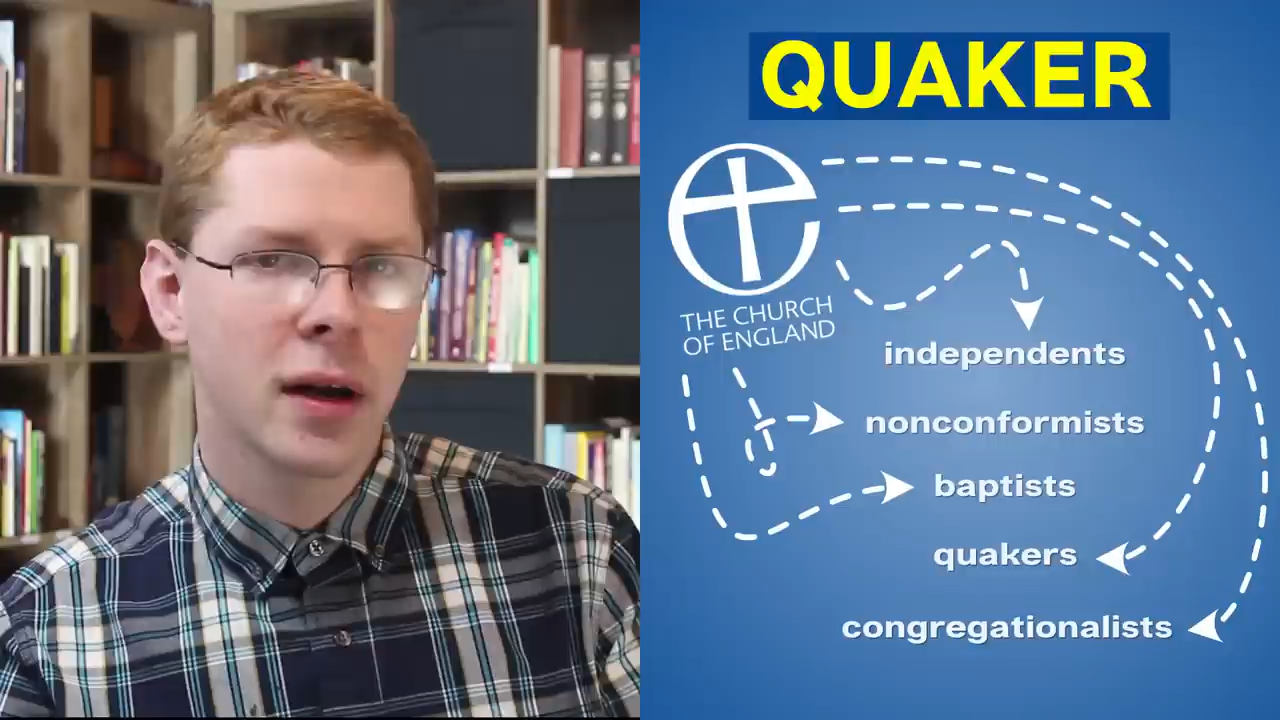 QUAKER
THE CHURCH
OF ENGLAND
independents
nonconformists
baptists
quakers
congregationalists